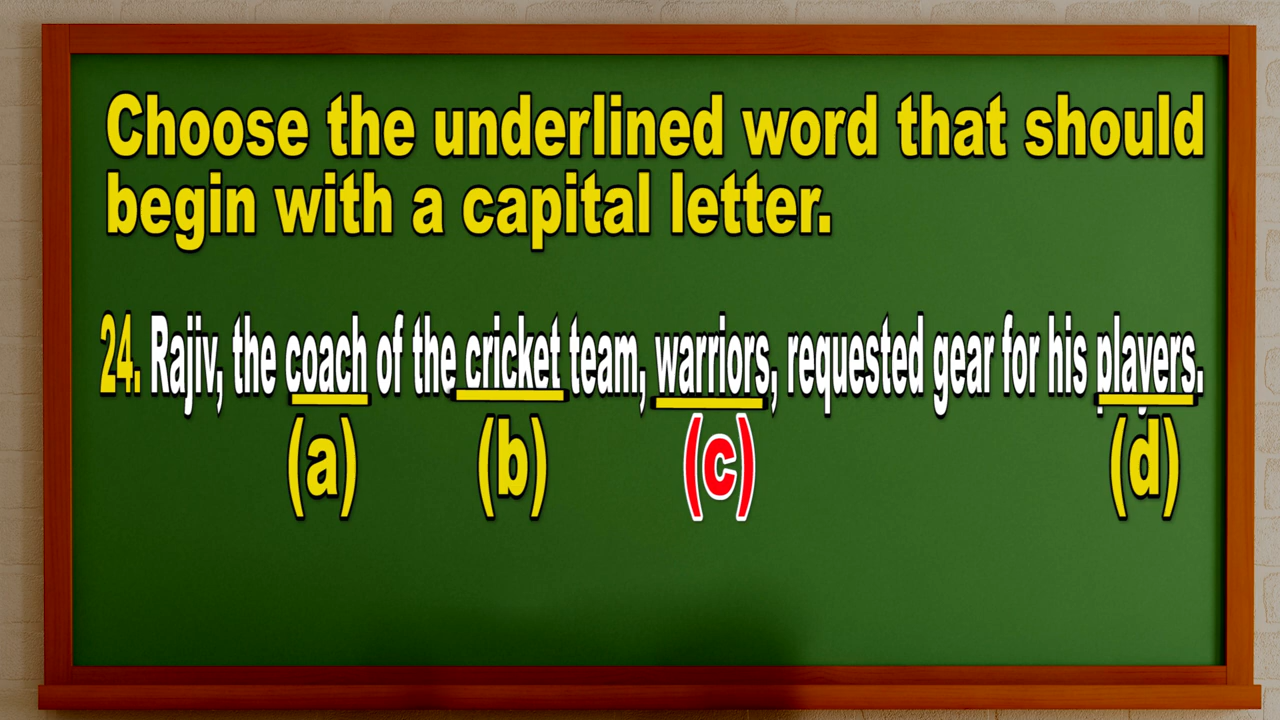 Choose the underlined word that should
begin with a capital letter.
24. Rajiv, the coach of the cricket team, warriors, requested gear for his players.
(a) (b) (c) (d)